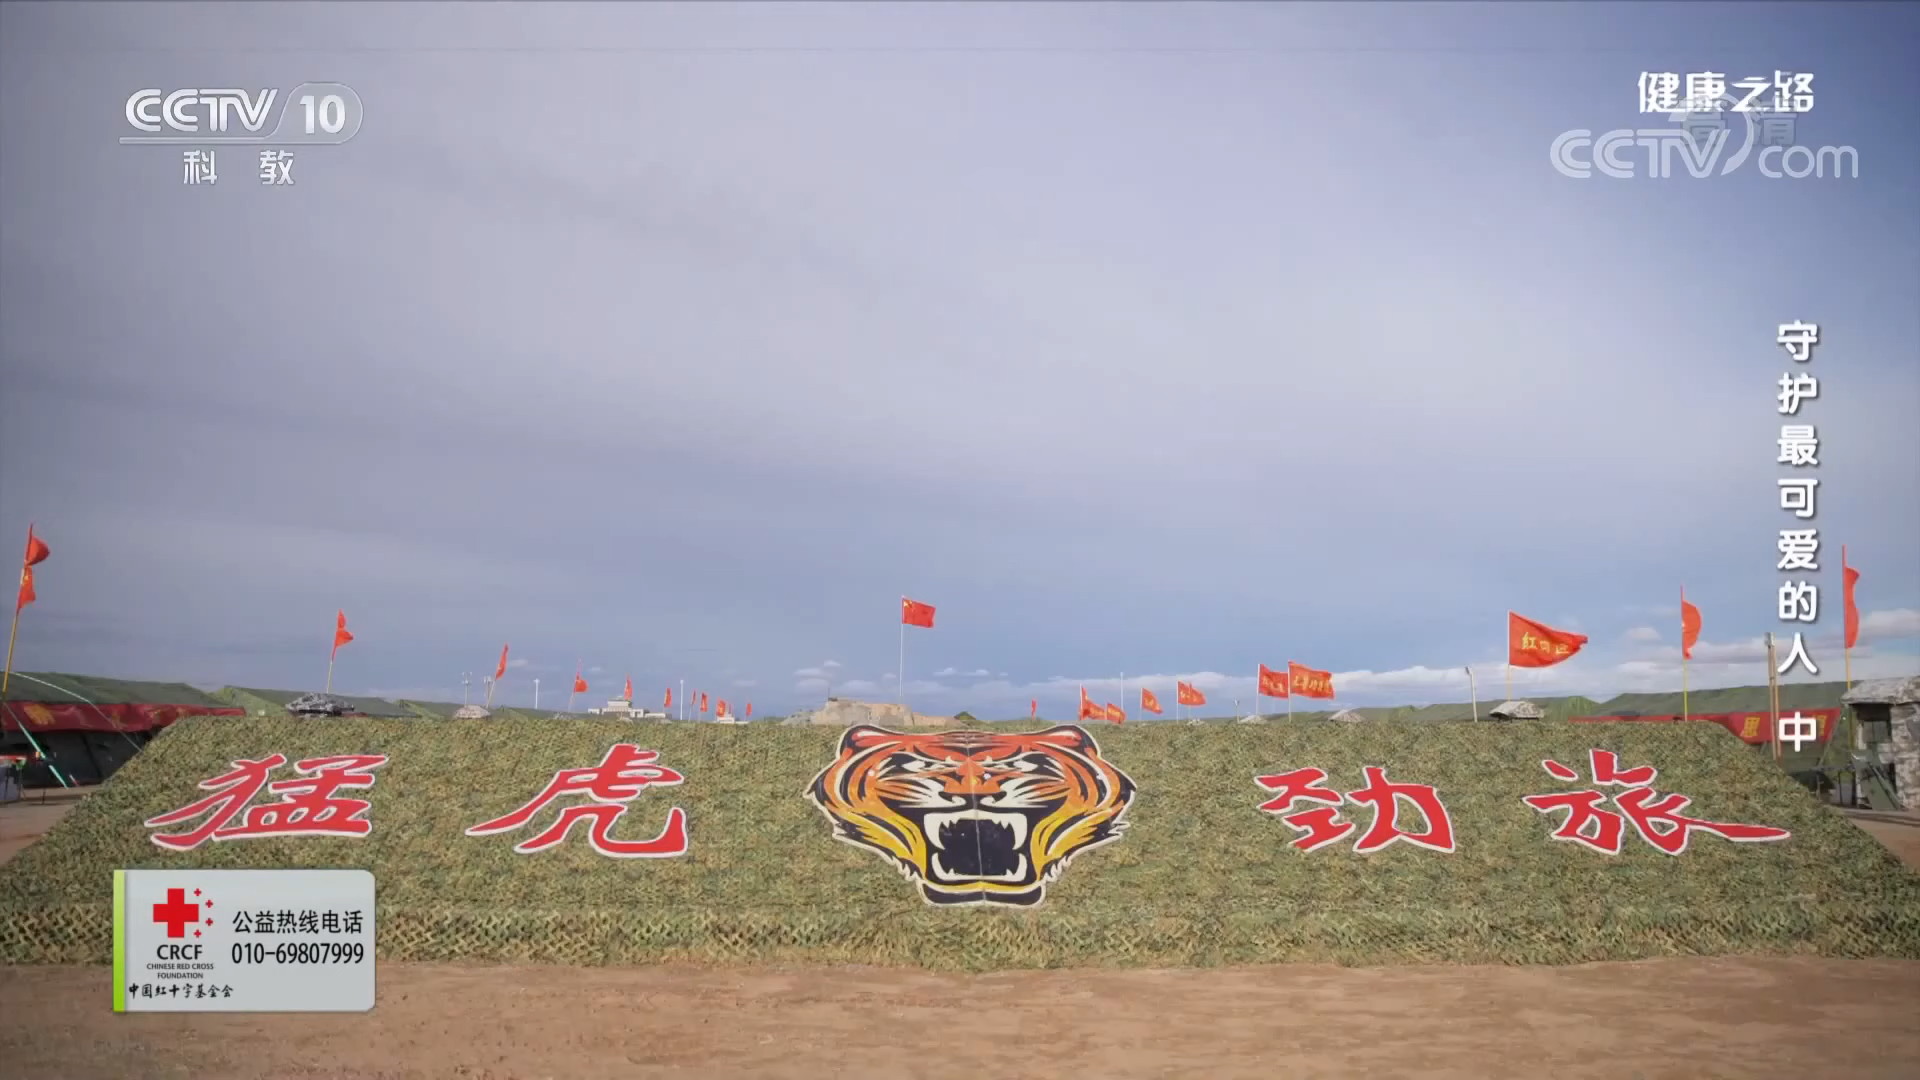 CCTV 10
科 教
健康之路
高清
CCTV.com
守护最可爱的人 中
猛虎 劲旅
CRCF
CHINESE RED CROSS
FOUNDATION
中国红十字基金会
公益热线电话
010-69807999